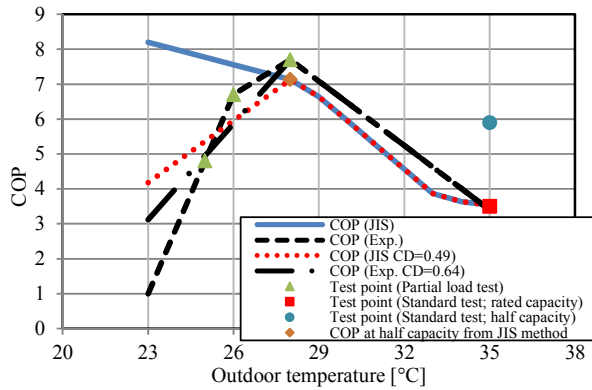 9
8
7
6
5
4
3
2
1
0
COP
COP (JIS)
COP (Exp.)
COP (JIS CD=0.49)
COP (Exp. CD=0.64)
Test point (Partial load test)
Test point (Standard test; rated capacity)
Test point (Standard test; half capacity)
COP at half capacity from JIS method
20 23 26 29 32 35 38
Outdoor temperature [°C]